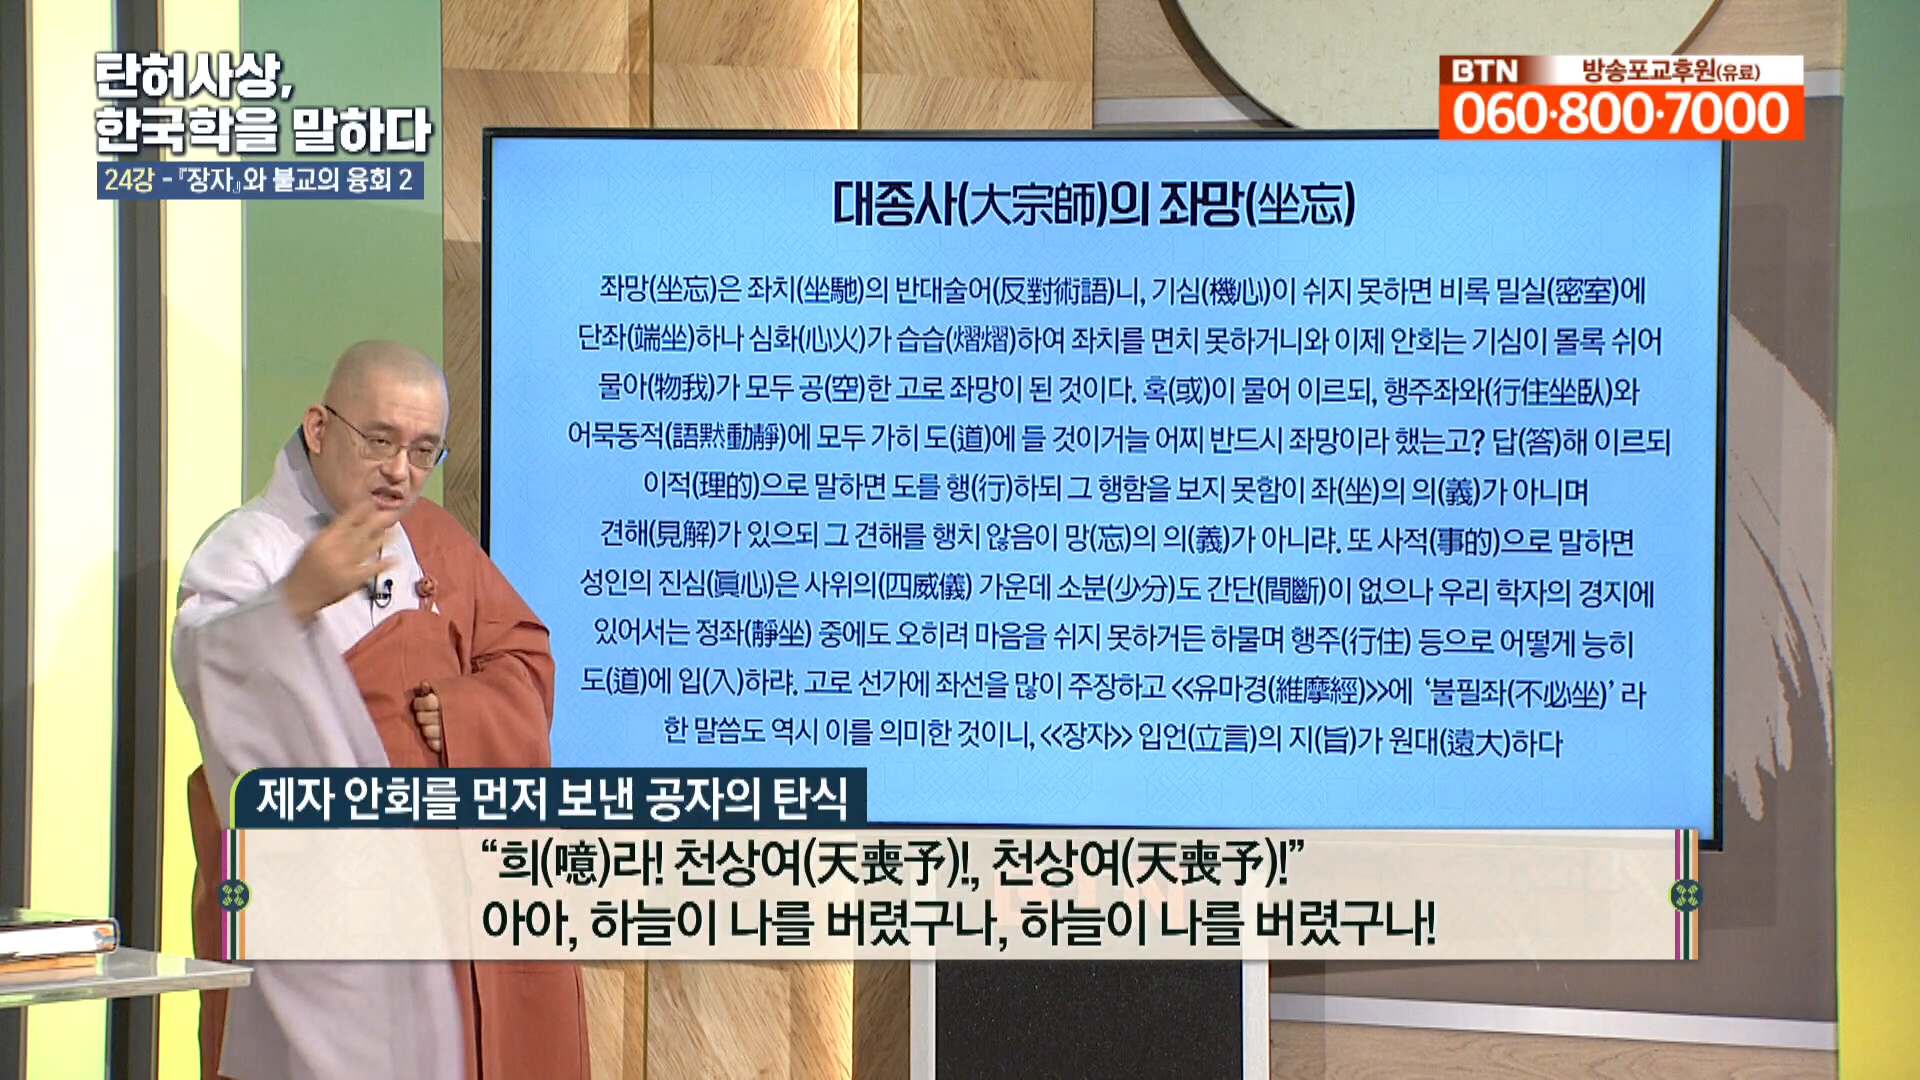 탄허사상,
한국학을 말하다
24강 - 『장자』와 불교의 융회 2
BTN 방송포교후원(유료)
060·800·7000
대종사(大宗師)의 좌망(坐忘)
좌망(坐忘)은 좌치(坐馳)의 반대술어(反對術語)니, 기심(機心)이 쉬지 못하면 비록 밀실(密室)에
단좌(端坐)하나 심화(心火)가 습습(熠熠)하여 좌치를 면치 못하거니와 이제 안회는 기심이 몰록 쉬어
물아(物我)가 모두 공(空)한 고로 좌망이 된 것이다. 혹(或)이 물어 이르되, 행주좌와(行住坐臥)와
어묵동적(語黙動靜)에 모두 가히 도(道)에 들 것이거늘 어찌 반드시 좌망이라 했는고? 답(答)해 이르되
이적(理的)으로 말하면 도를 행(行)하되 그 행함을 보지 못함이 좌(坐)의 의(義)가 아니며
견해(見解)가 있으되 그 견해를 행치 않음이 망(忘)의 의(義)가 아니랴. 또 사적(事的)으로 말하면
성인의 진심(眞心)은 사위의(四威儀) 가운데 소분(少分)도 간단(間斷)이 없으나 우리 학자의 경지에
있어서는 정좌(靜坐) 중에도 오히려 마음을 쉬지 못하거든 하물며 행주(行住) 등으로 어떻게 능히
도(道)에 입(入)하랴. 고로 선가에 좌선을 많이 주장하고 <<유마경(維摩經)>>에 ‘불필좌(不必坐)’ 라
한 말씀도 역시 이를 의미한 것이니, <<장자>> 입언(立言)의 지(旨)가 원대(遠大)하다
제자 안회를 먼저 보낸 공자의 탄식
“희(噫)라! 천상여(天喪予)!, 천상여(天喪予)!”
아아, 하늘이 나를 버렸구나, 하늘이 나를 버렸구나!